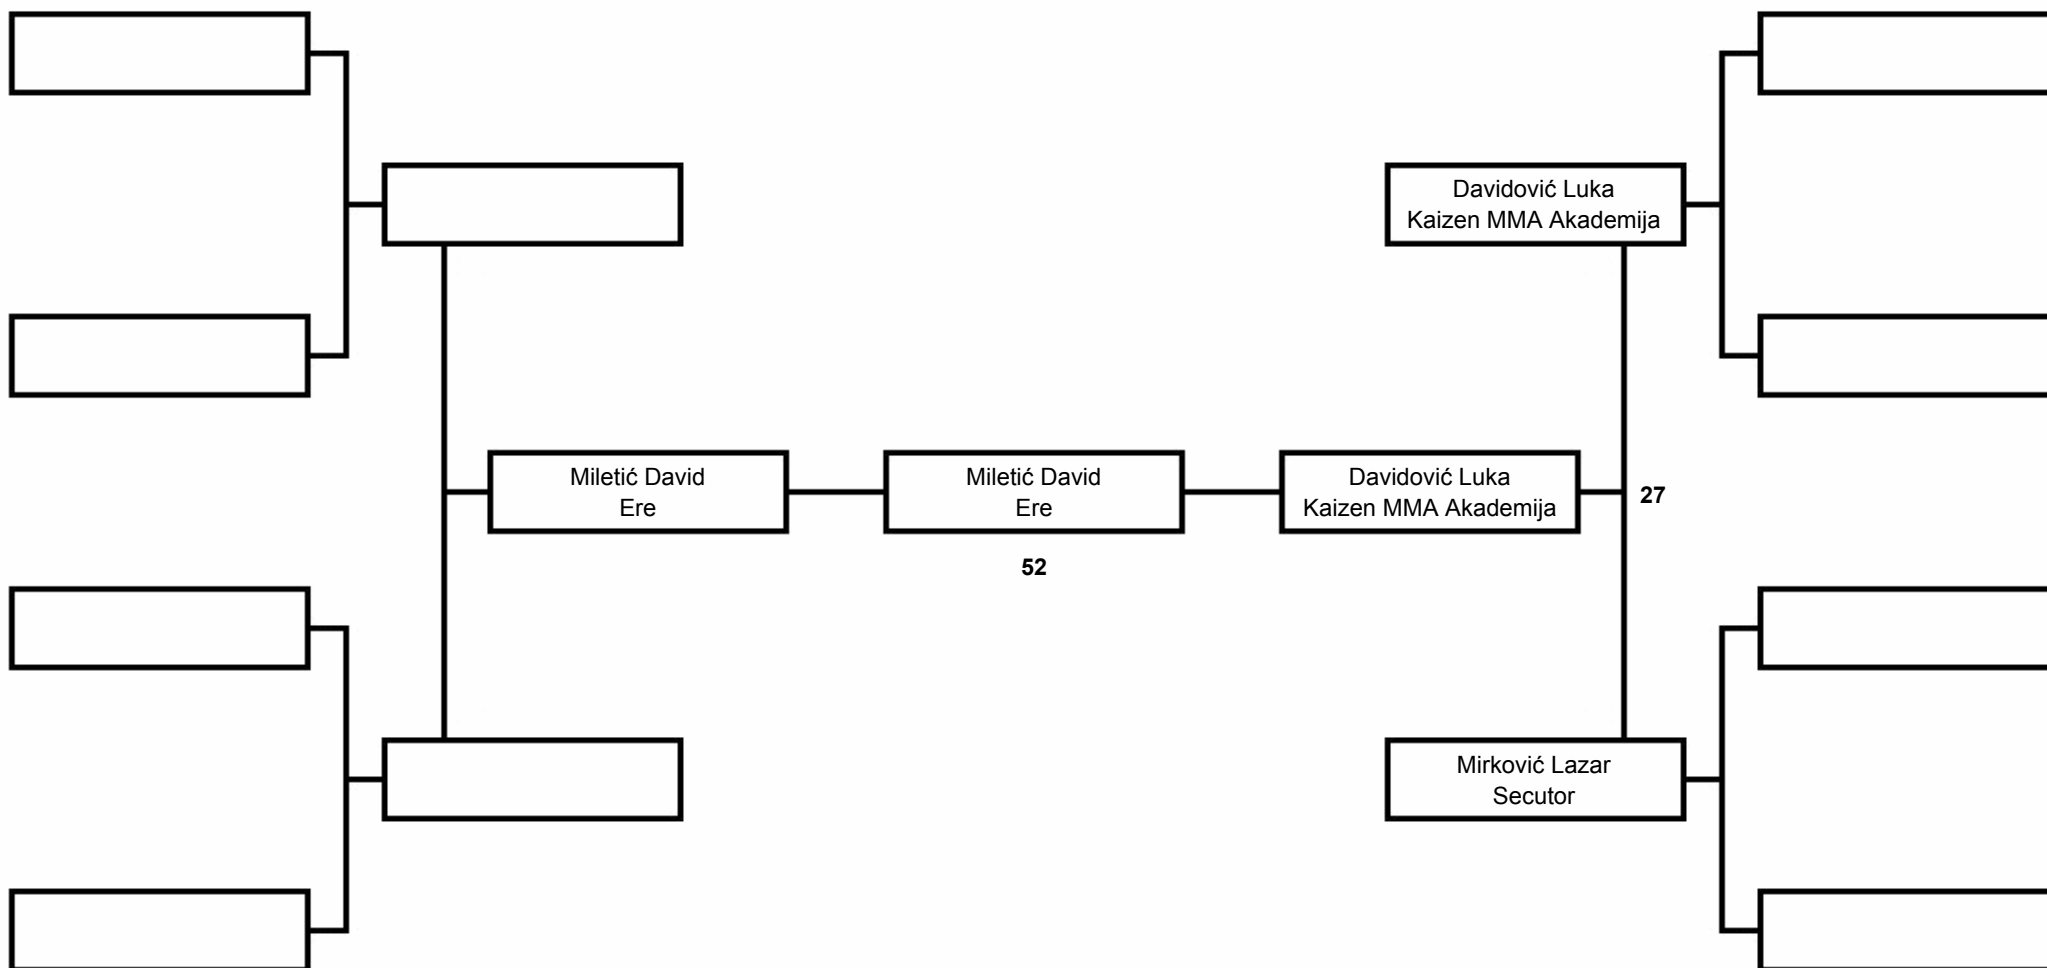 Davidović Luka
Kaizen MMA Akademija
Miletić David
Ere
Miletić David
Ere
Davidović Luka
Kaizen MMA Akademija
27
52
Mirković Lazar
Secutor